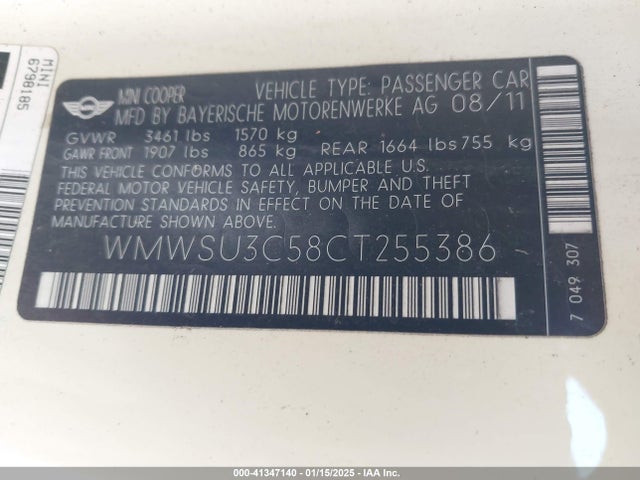 MINI
6798185
MINI COOPER VEHICLE TYPE: PASSENGER CAR
MFD BY BAYERISCHE MOTORENWERKE AG 08/11
GVWR 3461 lbs 1570 kg
GAWR FRONT 1907 lbs 865 kg REAR 1664 lbs 755 kg
THIS VEHICLE CONFORMS TO ALL APPLICABLE U.S.
FEDERAL MOTOR VEHICLE SAFETY, BUMPER AND THEFT
PREVENTION STANDARDS IN EFFECT ON THE DATE OF
MANUFACTURE SHOWN ABOVE.
WMWSU3C58CT255386
7 049 307
000-41347140 - 01/15/2025 - IAA Inc.